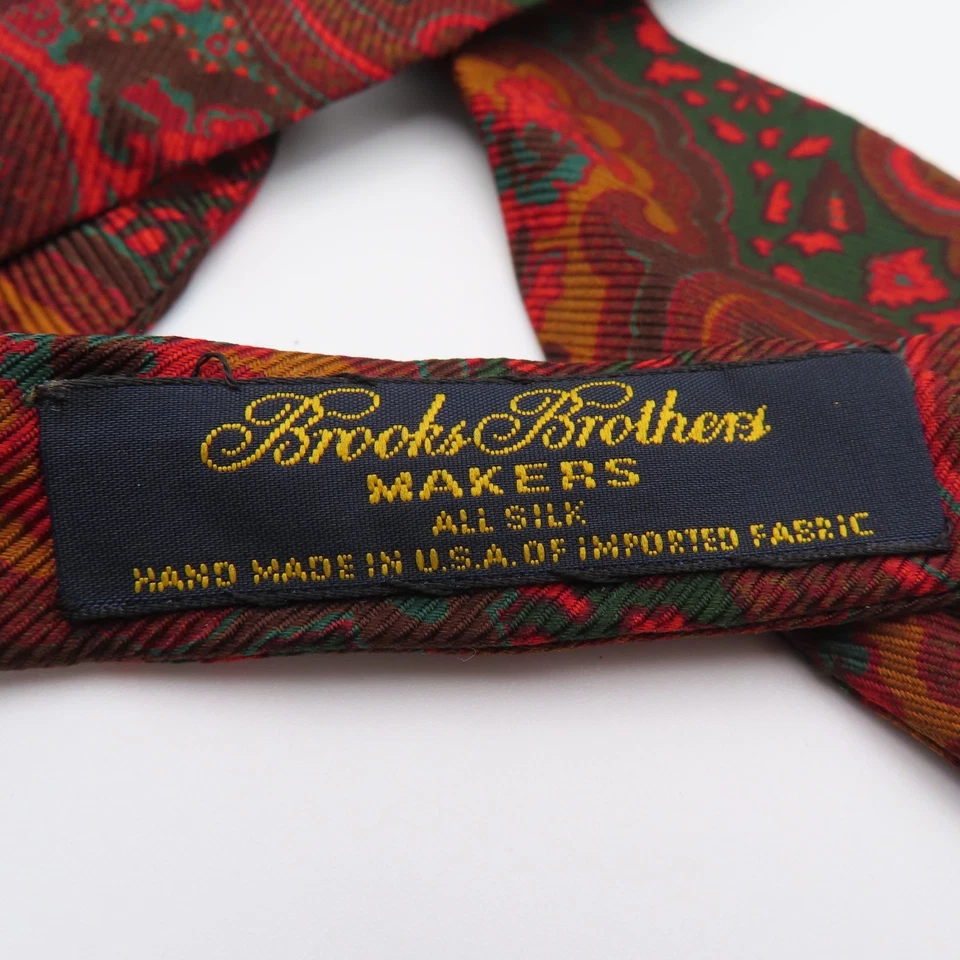 Brooks Brothers
MAKERS
ALL SILK
HAND MADE IN U.S.A. OF IMPORTED FABRIC